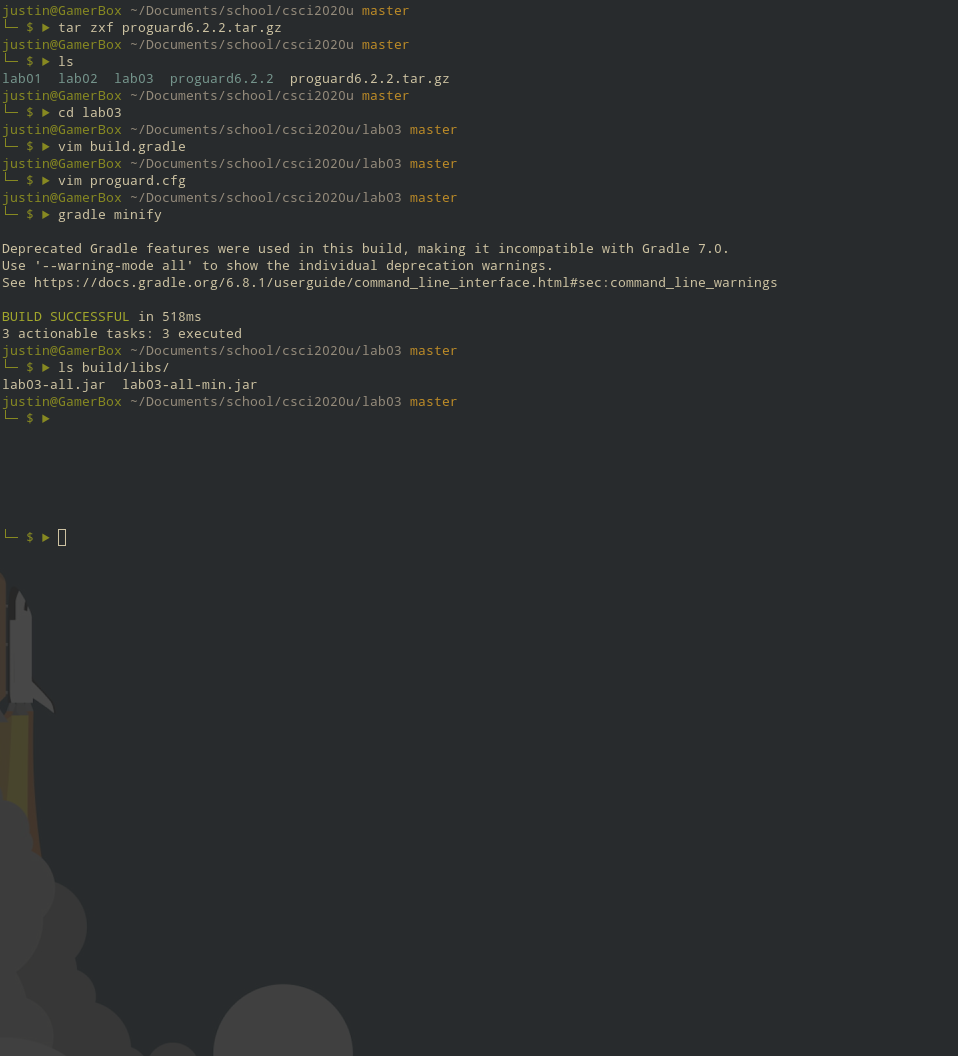 justin@GamerBox ~/Documents/school/csci2020u master
└─ $ ▶ tar zxf proguard6.2.2.tar.gz
justin@GamerBox ~/Documents/school/csci2020u master
└─ $ ▶ ls
lab01  lab02  lab03  proguard6.2.2  proguard6.2.2.tar.gz
justin@GamerBox ~/Documents/school/csci2020u master
└─ $ ▶ cd lab03
justin@GamerBox ~/Documents/school/csci2020u/lab03 master
└─ $ ▶ vim build.gradle
justin@GamerBox ~/Documents/school/csci2020u/lab03 master
└─ $ ▶ vim proguard.cfg
justin@GamerBox ~/Documents/school/csci2020u/lab03 master
└─ $ ▶ gradle minify
Deprecated Gradle features were used in this build, making it incompatible with Gradle 7.0.
Use '--warning-mode all' to show the individual deprecation warnings.
See https://docs.gradle.org/6.8.1/userguide/command_line_interface.html#sec:command_line_warnings
BUILD SUCCESSFUL in 518ms
3 actionable tasks: 3 executed
justin@GamerBox ~/Documents/school/csci2020u/lab03 master
└─ $ ▶ ls build/libs/
lab03-all.jar  lab03-all-min.jar
justin@GamerBox ~/Documents/school/csci2020u/lab03 master
└─ $ ▶
└─ $ ▶